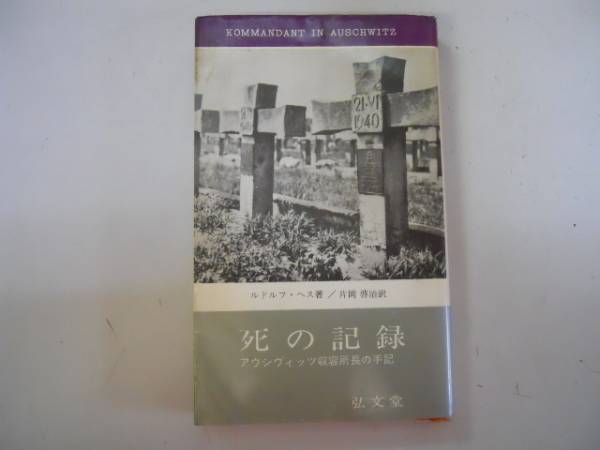 KOMMANDANT IN AUSCHWITZ
21-VI
1940
ルドルフ・ヘス著／片岡 啓治訳
死の記録
アウシヴィッツ収容所長の手記
弘文堂